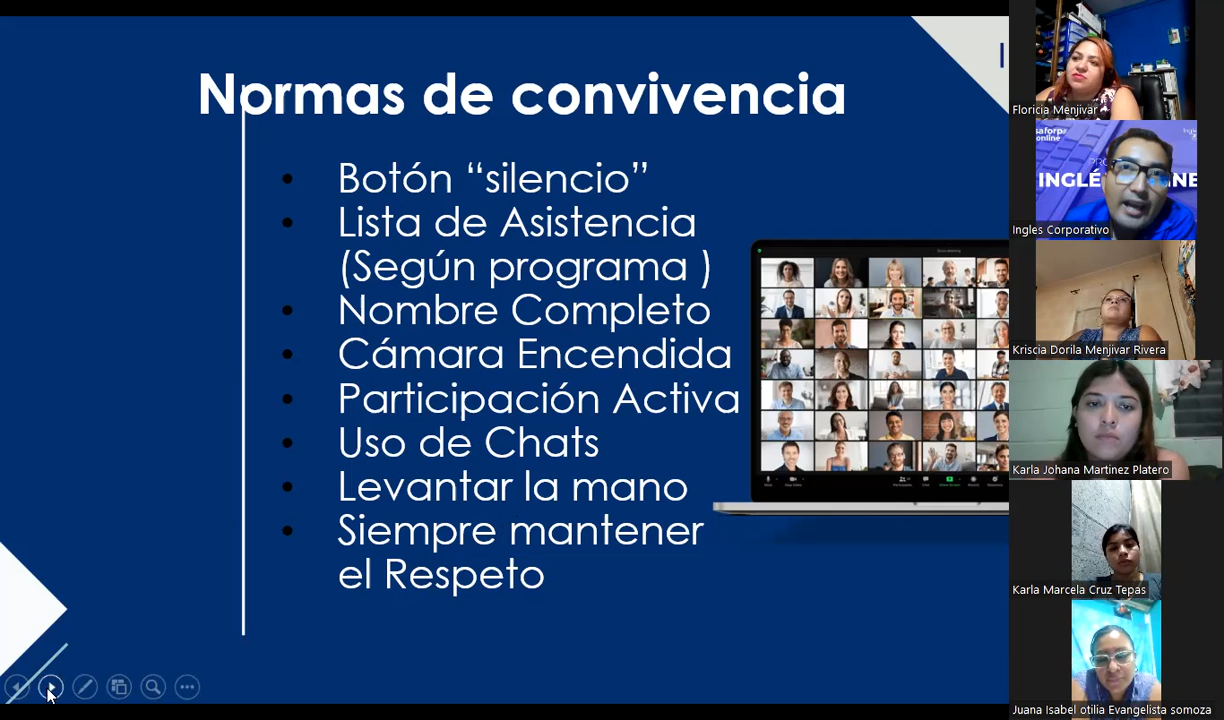 Normas de convivencia
Botón “silencio”
Lista de Asistencia
(Según programa )
Nombre Completo
Cámara Encendida
Participación Activa
Uso de Chats
Levantar la mano
Siempre mantener
el Respeto
Floricia Menjivar
online
INGLÉ
Ingles Corporativo
Kriscia Dorila Menjivar Rivera
Karla Johana Martinez Platero
Karla Marcela Cruz Tepas
Juana Isabel otilia Evangelista somoza